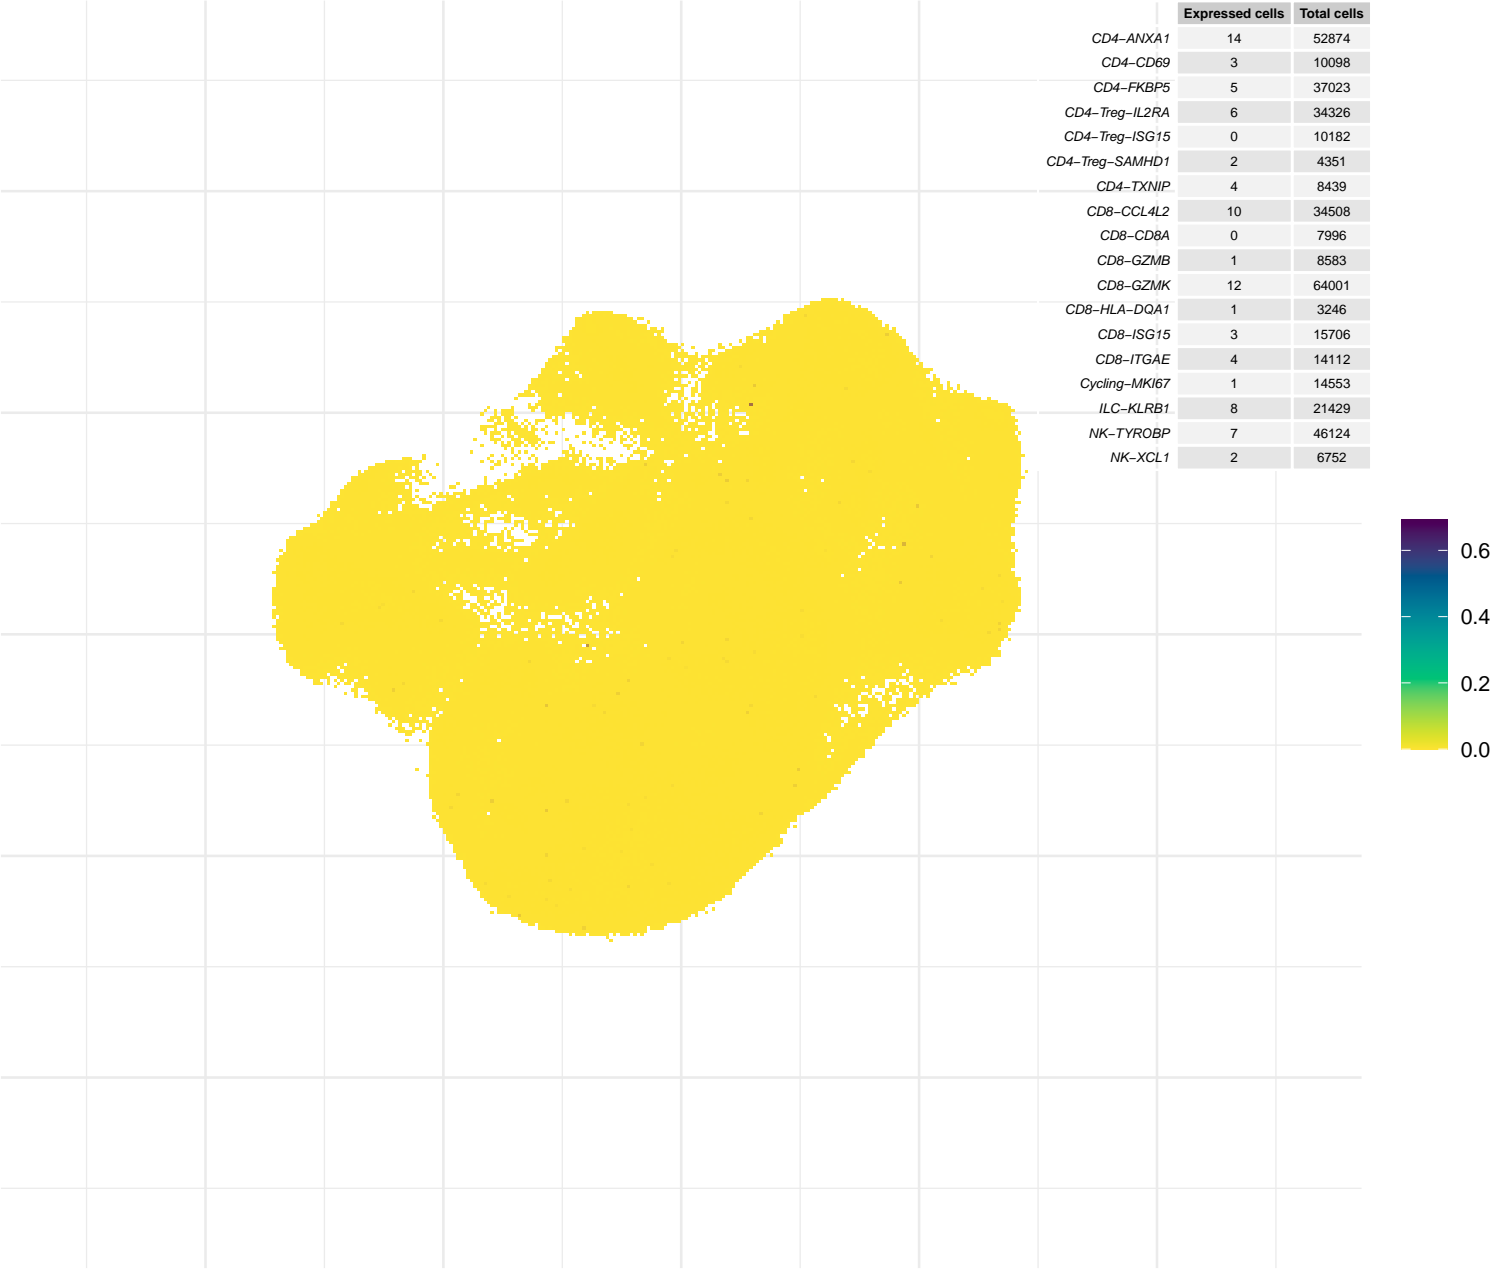 Expressed cells Total cells
CD4−ANXA1 14 52874
CD4−CD69 3 10098
CD4−FKBP5 5 37023
CD4−Treg−IL2RA 6 34326
CD4−Treg−ISG15 0 10182
CD4−Treg−SAMHD1 2 4351
CD4−TXNIP 4 8439
CD8−CCL4L2 10 34508
CD8−CD8A 0 7996
CD8−GZMB 1 8583
CD8−GZMK 12 64001
CD8−HLA−DQA1 1 3246
CD8−ISG15 3 15706
CD8−ITGAE 4 14112
Cycling−MKI67 1 14553
ILC−KLRB1 8 21429
NK−TYROBP 7 46124
NK−XCL1 2 6752
0.6
0.4
0.2
0.0